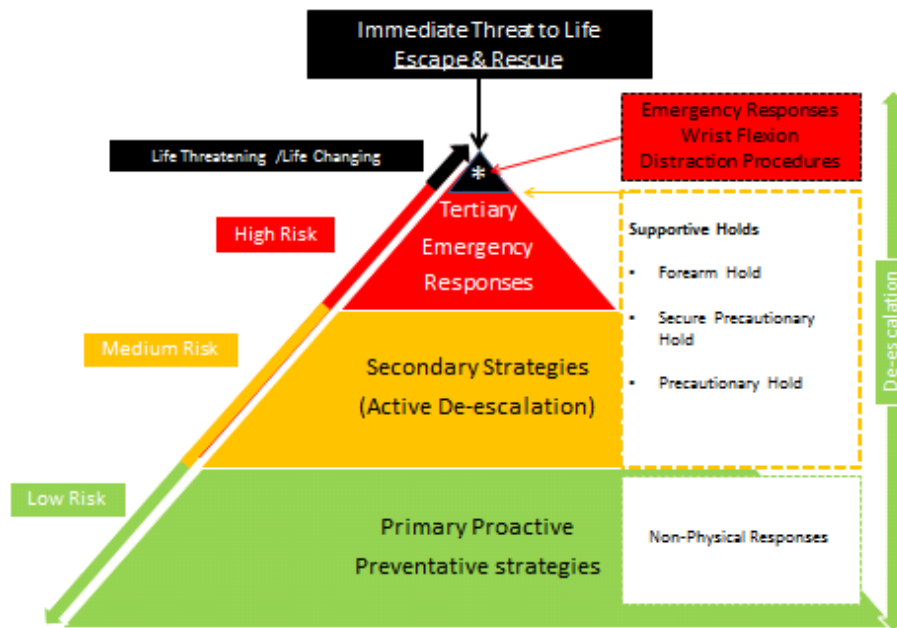 Immediate Threat to Life
Escape & Rescue
Emergency Responses
Wrist Flexion
Distraction Procedures
Life Threatening /Life Changing
*
Tertiary
Emergency
Responses
High Risk
Supportive Holds
▪ Forearm Hold
▪ Secure Precautionary
Hold
▪ Precautionary Hold
De-escalation
Medium Risk
Secondary Strategies
(Active De-escalation)
Low Risk
Primary Proactive
Preventative strategies
Non-Physical Responses